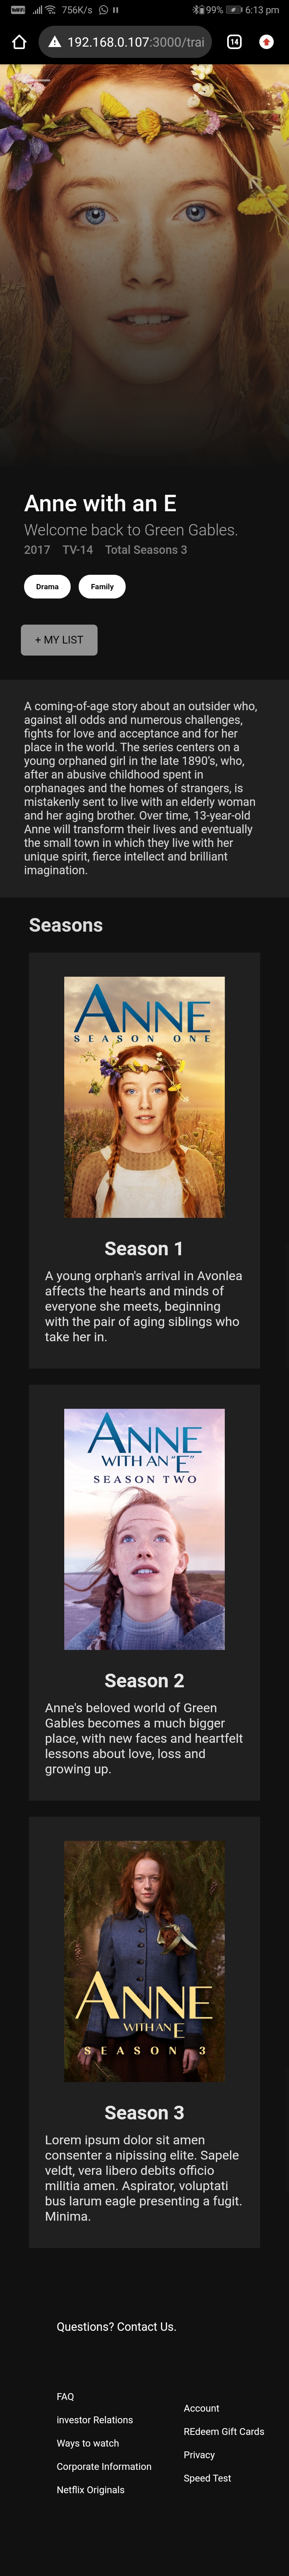 756K/s
99%
6:13 pm
192.168.0.107:3000/trai
14
Anne with an E
Welcome back to Green Gables.
2017 TV-14 Total Seasons 3
Drama Family
+ MY LIST
A coming-of-age story about an outsider who,
against all odds and numerous challenges,
fights for love and acceptance and for her
place in the world. The series centers on a
young orphaned girl in the late 1890's, who,
after an abusive childhood spent in
orphanages and the homes of strangers, is
mistakenly sent to live with an elderly woman
and her aging brother. Over time, 13-year-old
Anne will transform their lives and eventually
the small town in which they live with her
unique spirit, fierce intellect and brilliant
imagination.
Seasons
ANNE
SEASON ONE
Season 1
A young orphan's arrival in Avonlea
affects the hearts and minds of
everyone she meets, beginning
with the pair of aging siblings who
take her in.
ANNE
WITH AN "E"
SEASON TWO
Season 2
Anne's beloved world of Green
Gables becomes a much bigger
place, with new faces and heartfelt
lessons about love, loss and
growing up.
ANNE
WITH AN E
SEASON 3
Season 3
Lorem ipsum dolor sit amen
consenter a nipissing elite. Sapele
veldt, vera libero debits officio
militia amen. Aspirator, voluptati
bus larum eagle presenting a fugit.
Minima.
Questions? Contact Us.
FAQ
investor Relations
Ways to watch
Corporate Information
Netflix Originals
Account
REdeem Gift Cards
Privacy
Speed Test